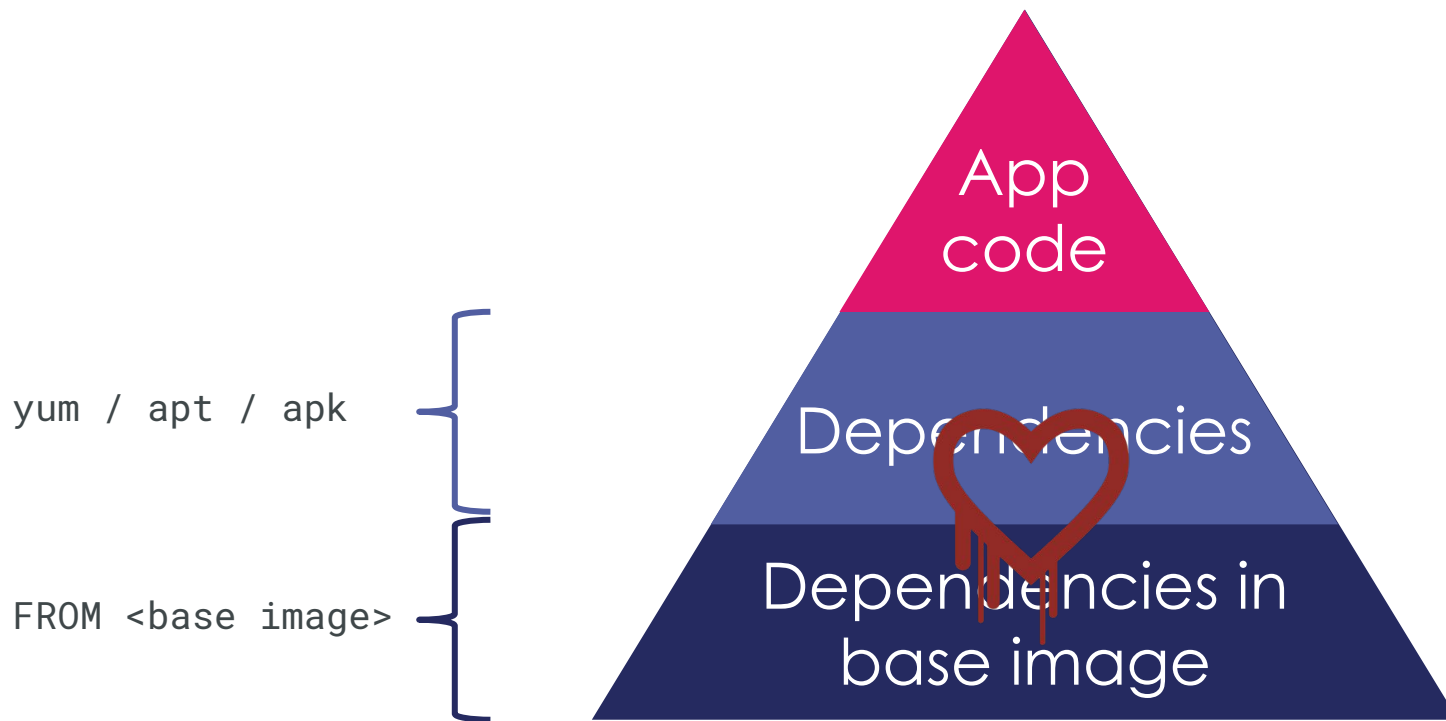 App
code
yum / apt / apk
Dependencies
FROM <base image>
Dependencies in
base image